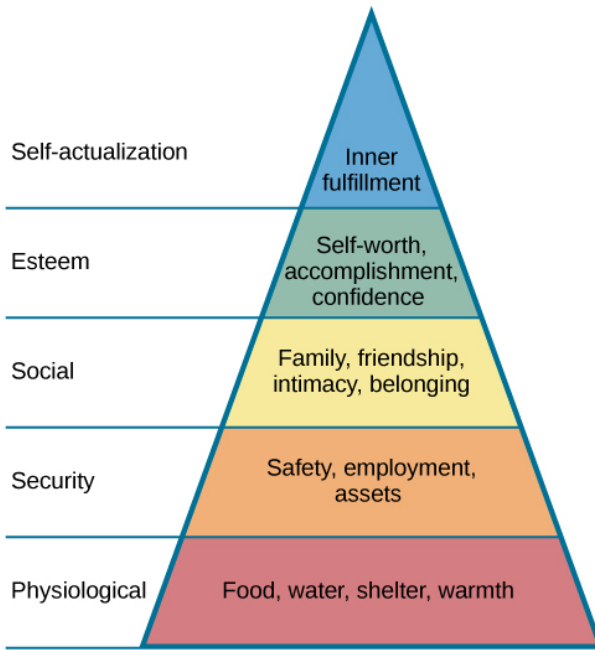 Self-actualization
Inner
fulfillment
Esteem
Self-worth,
accomplishment,
confidence
Social
Family, friendship,
intimacy, belonging
Security
Safety, employment,
assets
Physiological
Food, water, shelter, warmth